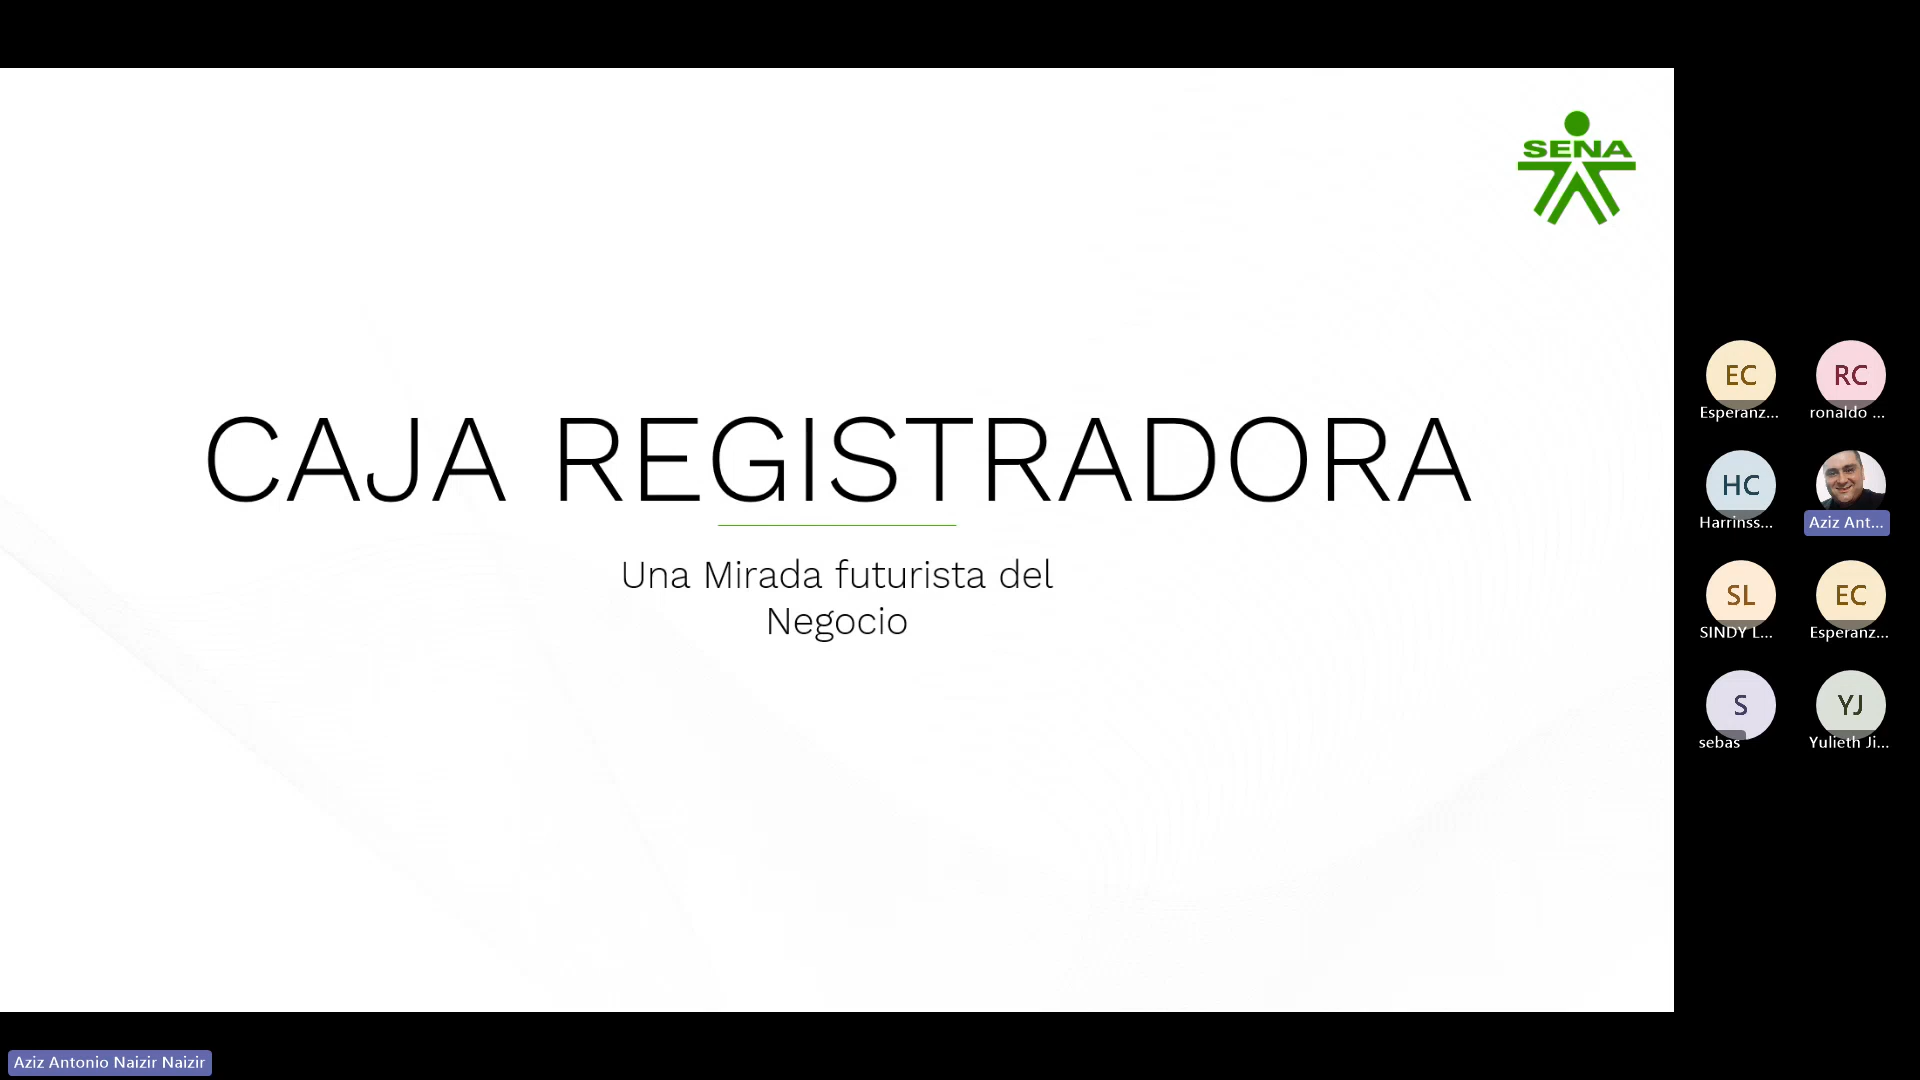 SENA
CAJA REGISTRADORA
Una Mirada futurista del
Negocio
EC
Esperanz...
RC
ronaldo ...
HC
Harrinss...
Aziz Ant...
SL
SINDY L...
EC
Esperanz...
S
sebas
YJ
Yulieth Ji...
Aziz Antonio Naizir Naizir